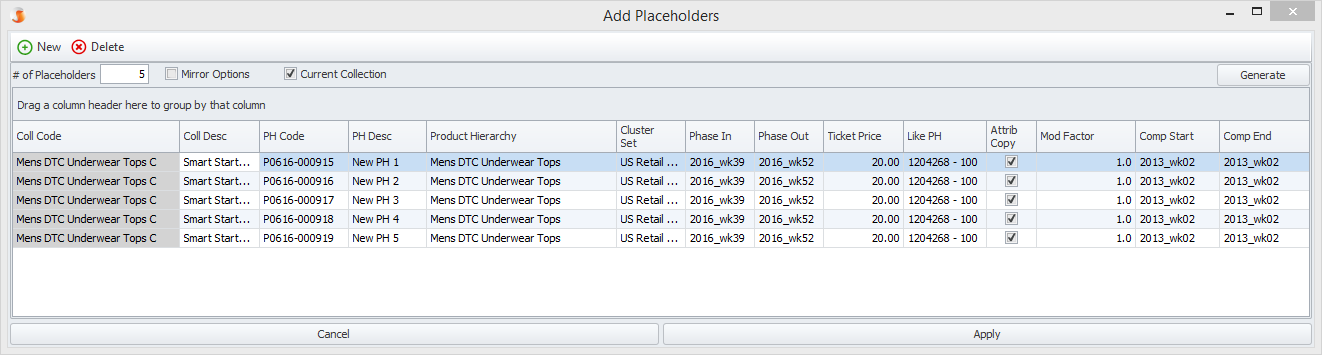 Add Placeholders
New Delete
# of Placeholders 5 Mirror Options Current Collection Generate
Drag a column header here to group by that column
Coll Code Coll Desc PH Code PH Desc Product Hierarchy Cluster Set Phase In Phase Out Ticket Price Like PH Attrib Copy Mod Factor Comp Start Comp End
Mens DTC Underwear Tops C Smart Start... P0616-000915 New PH 1 Mens DTC Underwear Tops US Retail ... 2016_wk39 2016_wk52 20.00 1204268 - 100 1.0 2013_wk02 2013_wk02
Mens DTC Underwear Tops C Smart Start... P0616-000916 New PH 2 Mens DTC Underwear Tops US Retail ... 2016_wk39 2016_wk52 20.00 1204268 - 100 1.0 2013_wk02 2013_wk02
Mens DTC Underwear Tops C Smart Start... P0616-000917 New PH 3 Mens DTC Underwear Tops US Retail ... 2016_wk39 2016_wk52 20.00 1204268 - 100 1.0 2013_wk02 2013_wk02
Mens DTC Underwear Tops C Smart Start... P0616-000918 New PH 4 Mens DTC Underwear Tops US Retail ... 2016_wk39 2016_wk52 20.00 1204268 - 100 1.0 2013_wk02 2013_wk02
Mens DTC Underwear Tops C Smart Start... P0616-000919 New PH 5 Mens DTC Underwear Tops US Retail ... 2016_wk39 2016_wk52 20.00 1204268 - 100 1.0 2013_wk02 2013_wk02
Cancel Apply